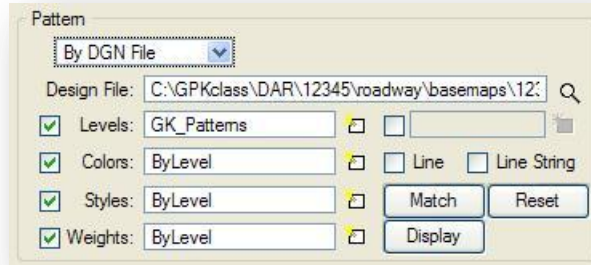 Pattern
By DGN File
Design File: C:\GPKclass\DAR\12345\roadway\basemaps\123
Levels: GK_Patterns
Colors: ByLevel Line Line String
Styles: ByLevel Match Reset
Weights: ByLevel Display